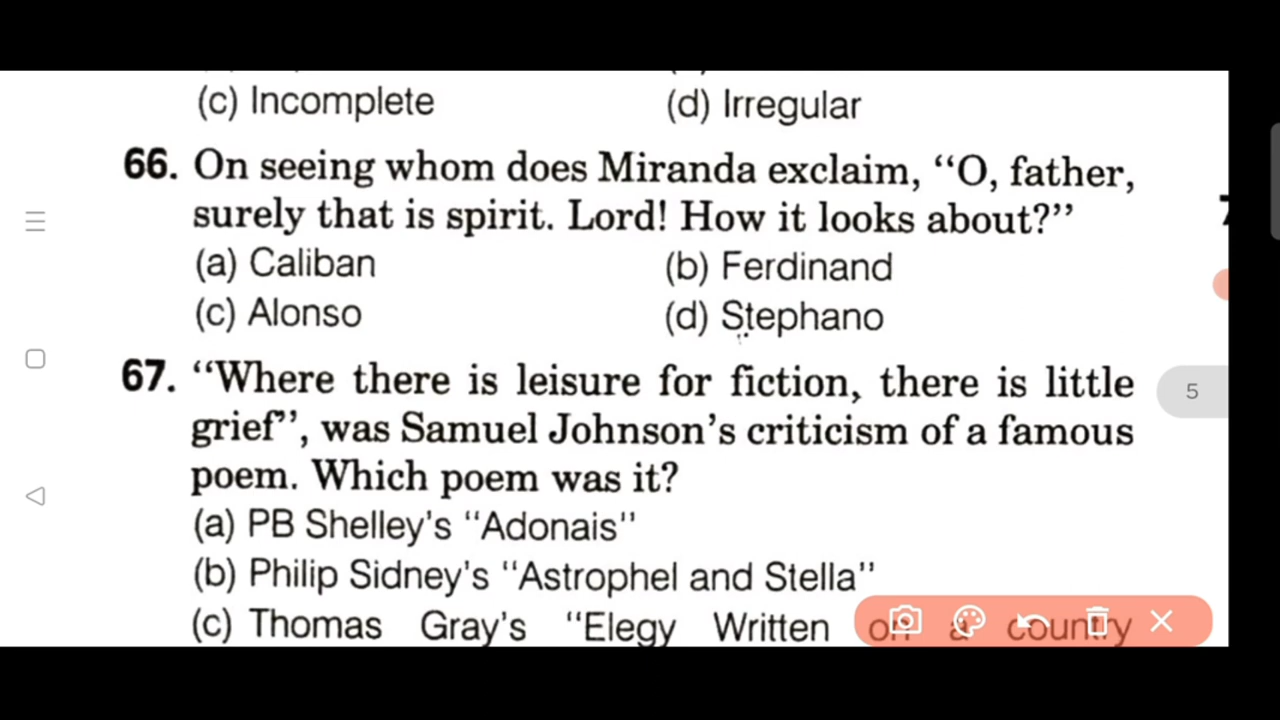 (c) Incomplete (d) Irregular
66. On seeing whom does Miranda exclaim, “O, father,
surely that is spirit. Lord! How it looks about?”
(a) Caliban (b) Ferdinand
(c) Alonso (d) Stephano
67. “Where there is leisure for fiction, there is little
grief”, was Samuel Johnson’s criticism of a famous
poem. Which poem was it?
(a) PB Shelley's “Adonais”
(b) Philip Sidney's “Astrophel and Stella”
(c) Thomas Gray's “Elegy Written on a country
5